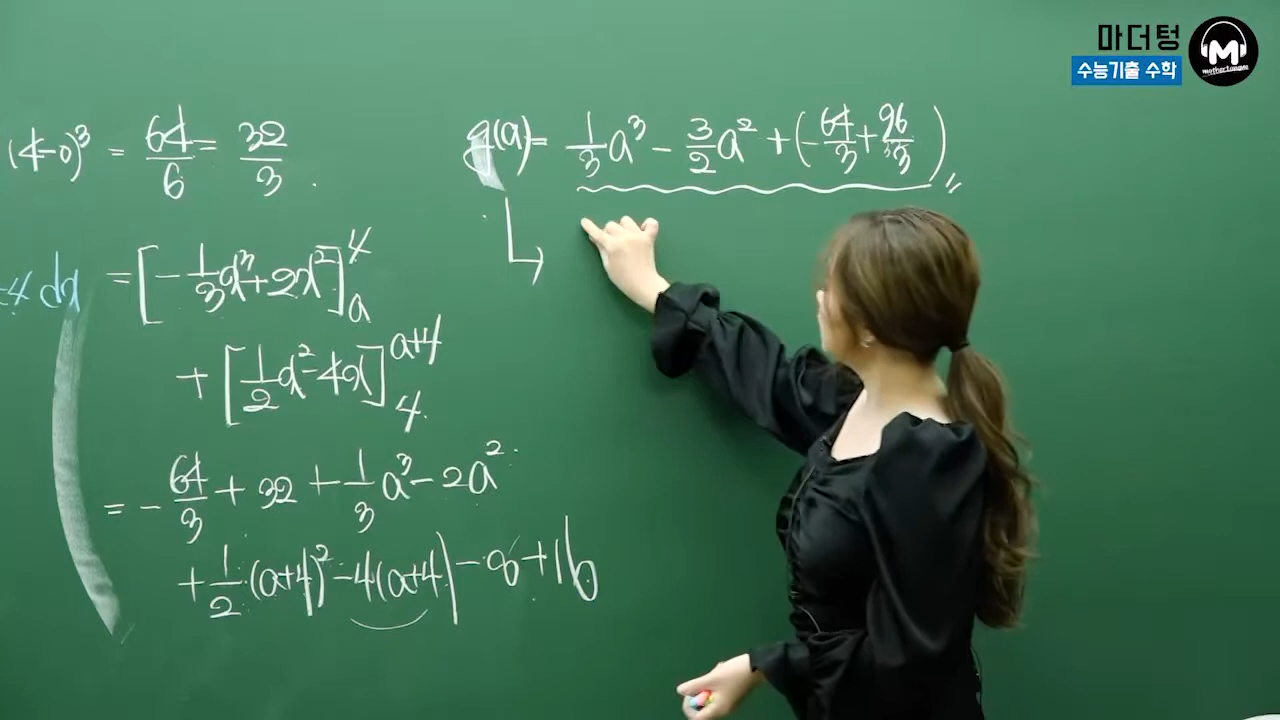 마더텅
수능기출 수학
M
mothertongue
(4-0)³ = 64/6 = 32/3 .
-4 dx = [-1/3 x³ + 2x²]ₐ⁴
+ [1/2 x² - 4x]₄ᵃ⁺⁴
= -64/3 + 32 + 1/3 a³ - 2a²
+ 1/2 (a+4)² - 4(a+4) - 8 + 16
g(a) = 1/3 a³ - 3/2 a² + (-64/3 + 96/3) 〃